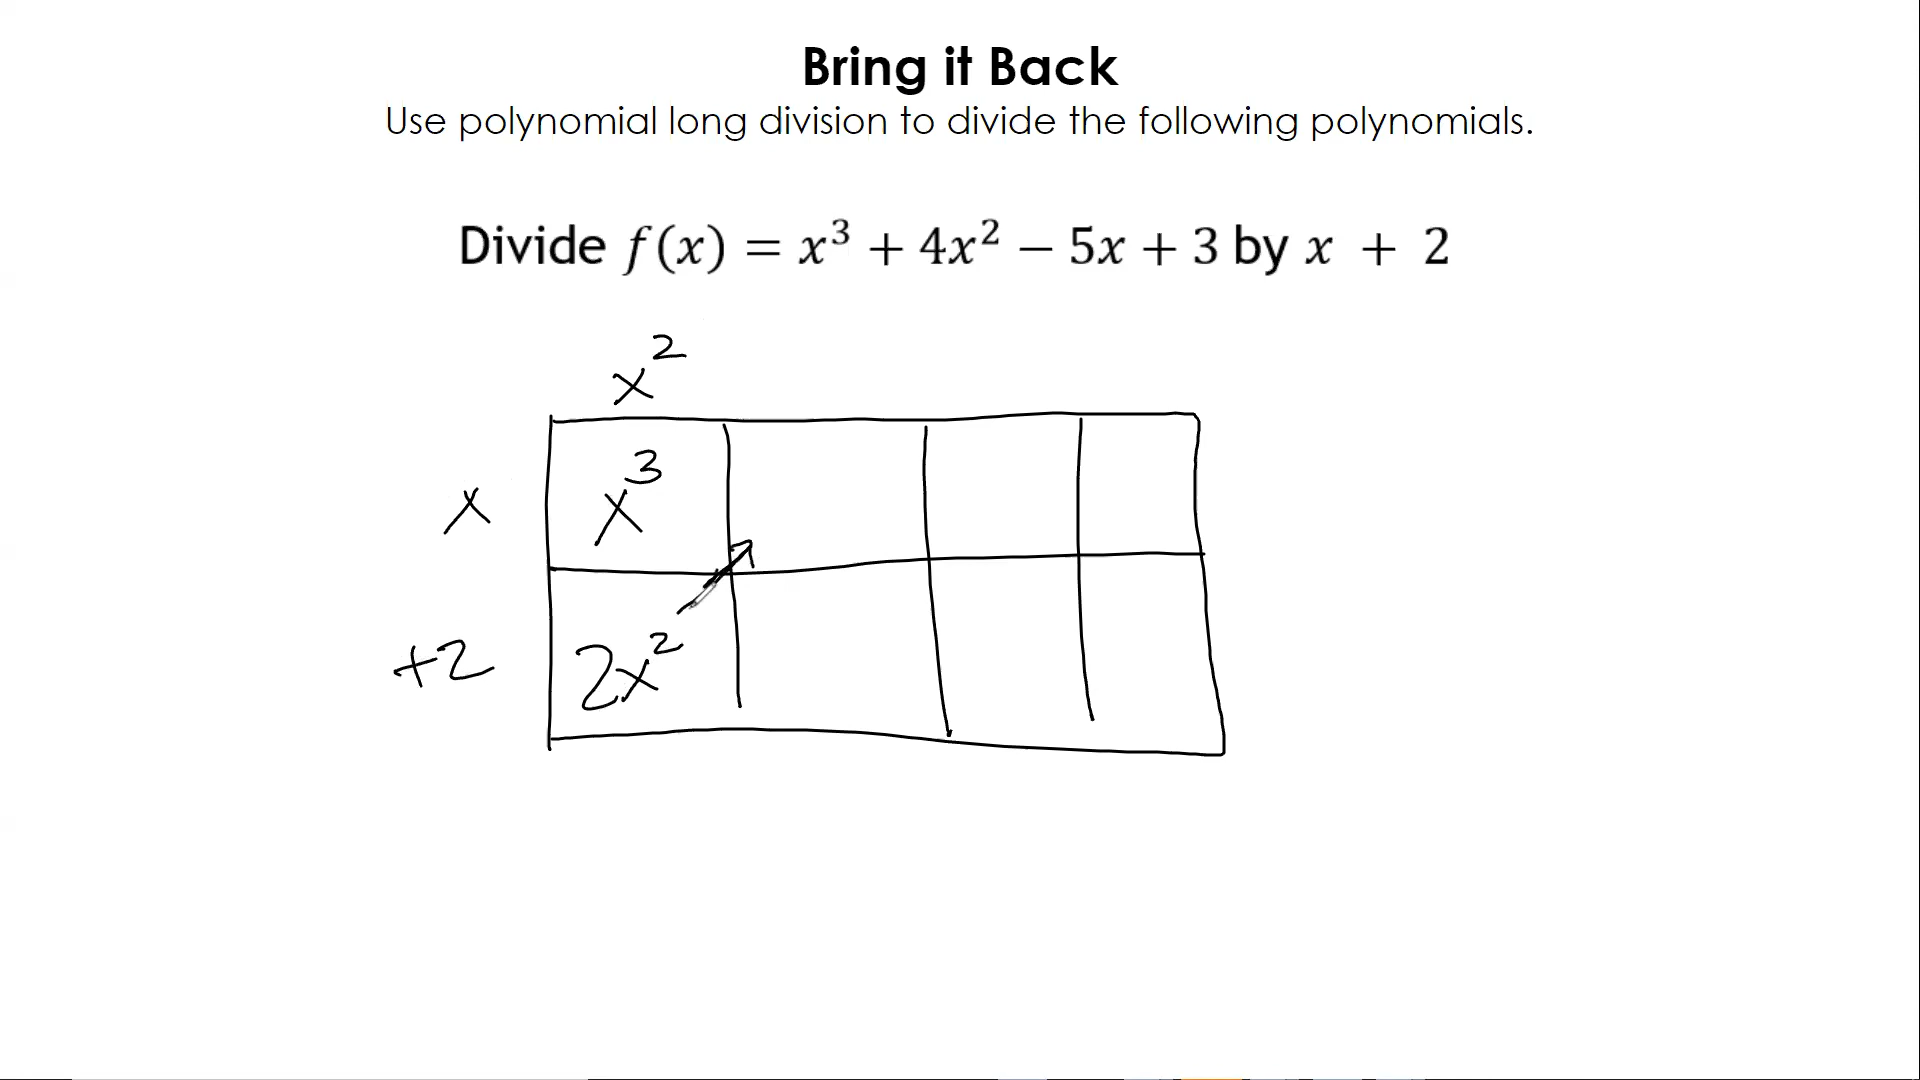 Bring it Back
Use polynomial long division to divide the following polynomials.
Divide f(x) = x³ + 4x² − 5x + 3 by x + 2
x²
x x³
+2 2x²